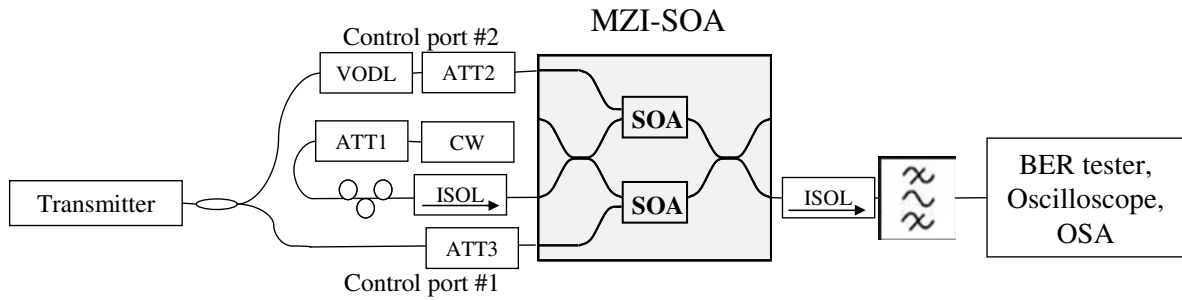 MZI-SOA
Control port #2
VODL
ATT2
SOA
ATT1
CW
BER tester,
Oscilloscope,
OSA
Transmitter
ISOL
SOA
ISOL
ATT3
Control port #1